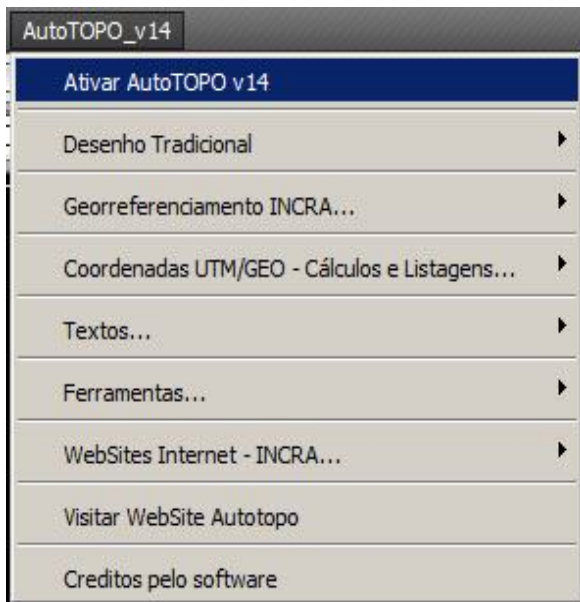 AutoTOPO_v14
Ativar AutoTOPO v14
Desenho Tradicional
Georreferenciamento INCRA...
Coordenadas UTM/GEO - Cálculos e Listagens...
Textos...
Ferramentas...
WebSites Internet - INCRA...
Visitar WebSite Autotopo
Creditos pelo software